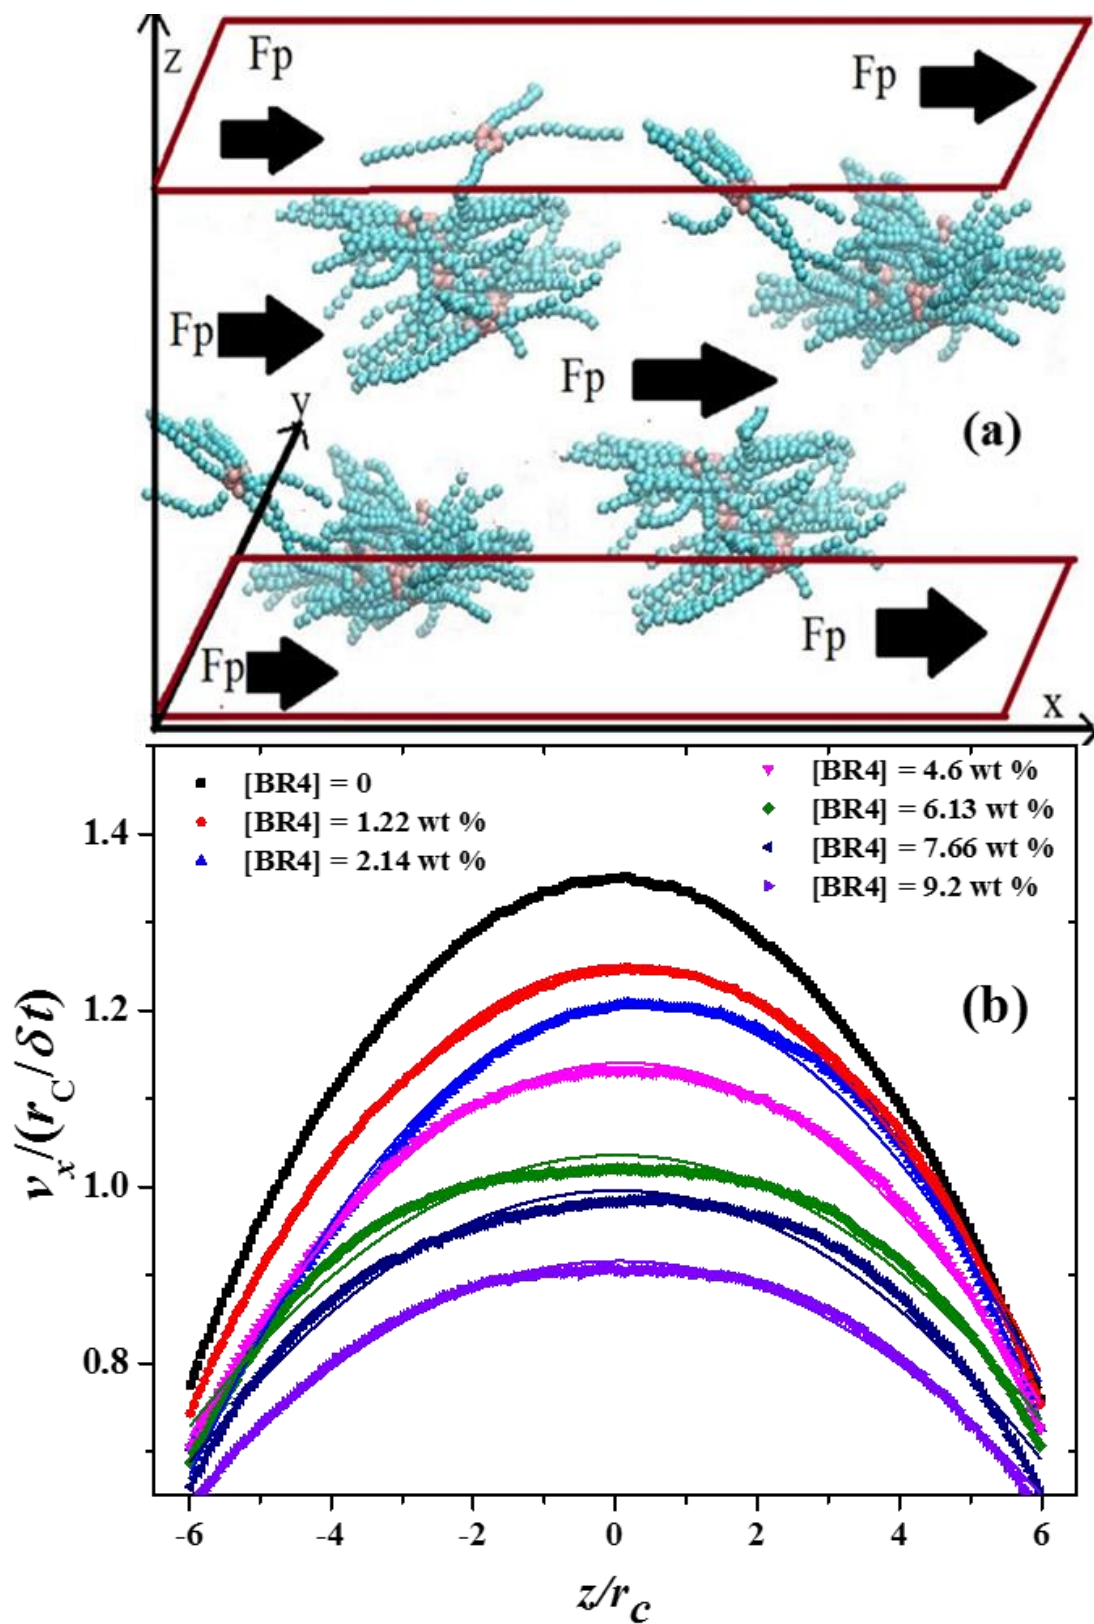 z
Fp
Fp
Fp
Fp
y
(a)
Fp
Fp
x
[BR4] = 0
[BR4] = 1.22 wt %
[BR4] = 2.14 wt %
[BR4] = 4.6 wt %
[BR4] = 6.13 wt %
[BR4] = 7.66 wt %
[BR4] = 9.2 wt %
(b)
1.4
1.2
1.0
0.8
v_x/(r_C/δt)
-6 -4 -2 0 2 4 6
z/r_c